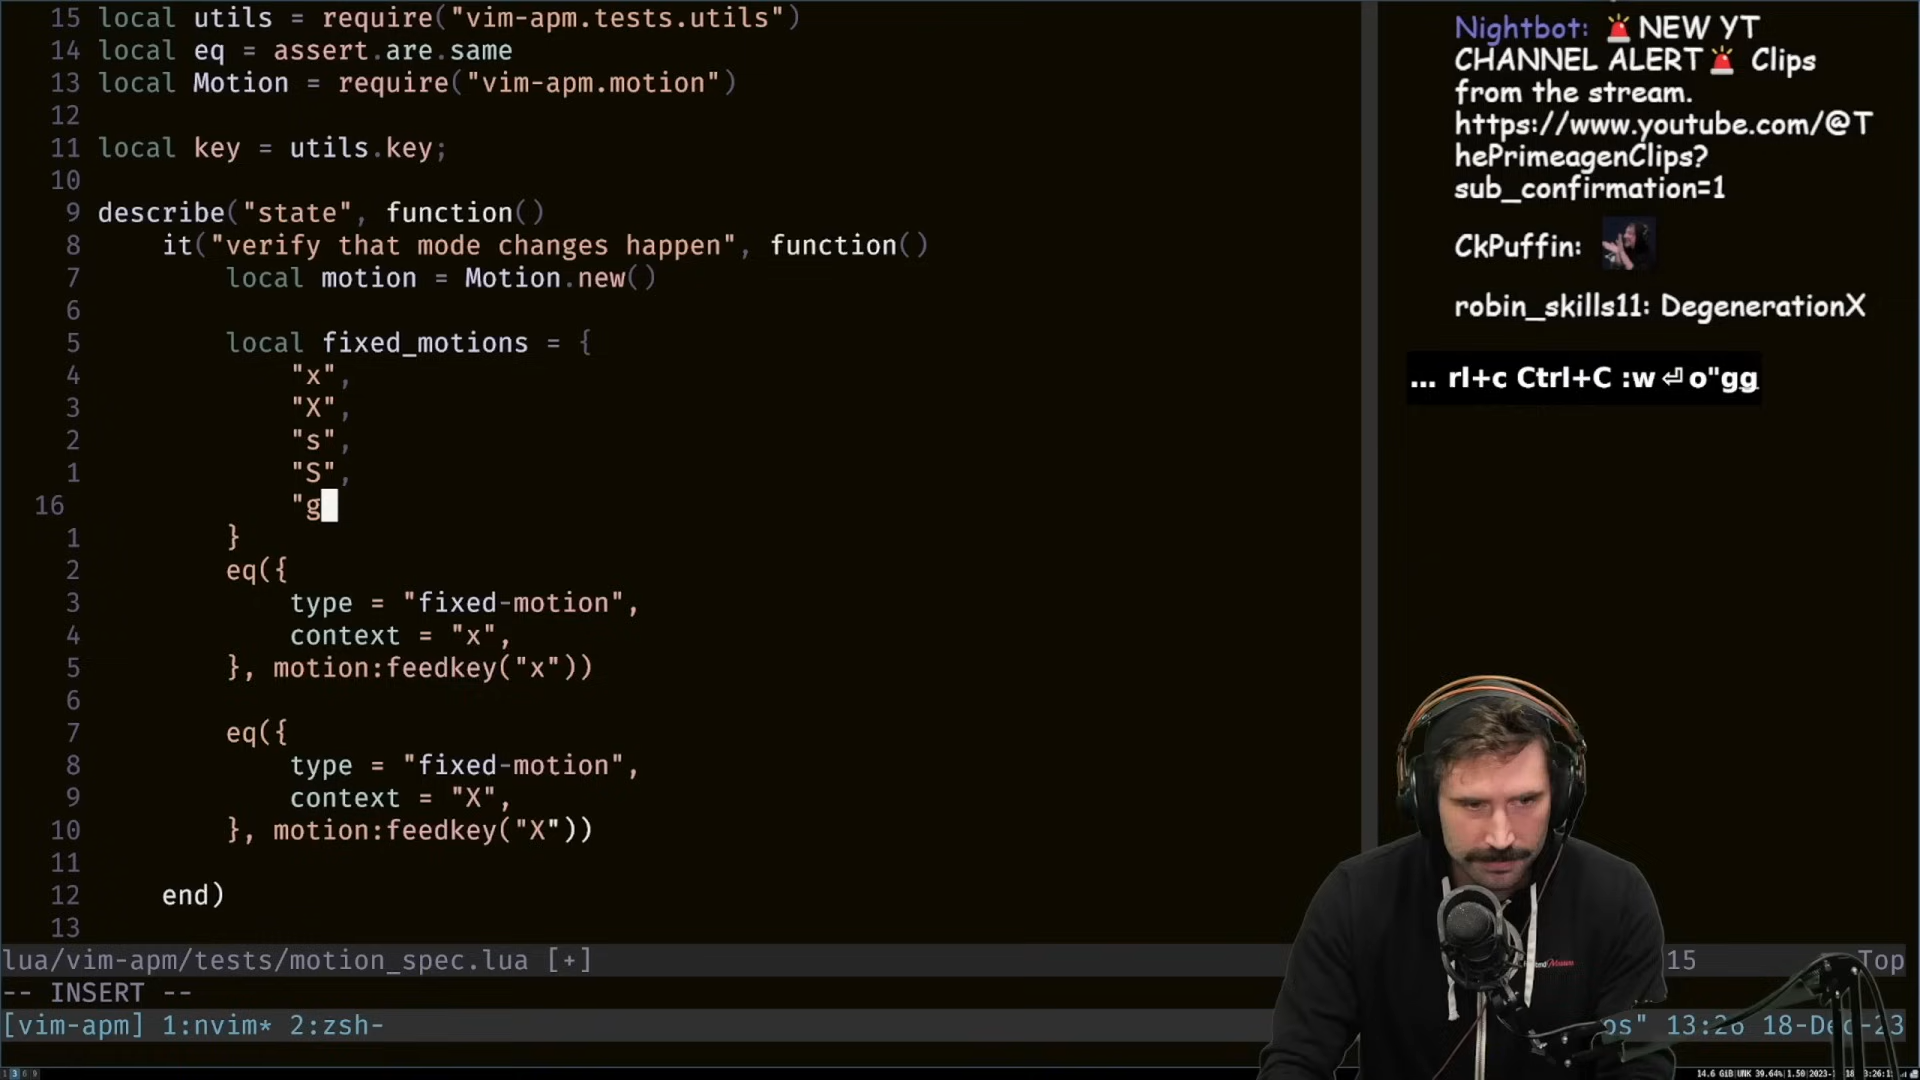 15 local utils = require("vim-apm.tests.utils")
14 local eq = assert.are.same
13 local Motion = require("vim-apm.motion")
12
11 local key = utils.key;
10
9 describe("state", function()
8 it("verify that mode changes happen", function()
7 local motion = Motion.new()
6
5 local fixed_motions = {
4 "x",
3 "X",
2 "s",
1 "S",
16 "g
1 }
2 eq({
3 type = "fixed-motion",
4 context = "x",
5 }, motion:feedkey("x"))
6
7 eq({
8 type = "fixed-motion",
9 context = "X",
10 }, motion:feedkey("X"))
11
12 end)
13
lua/vim-apm/tests/motion_spec.lua [+] 15 Top
-- INSERT --
[vim-apm] 1:nvim* 2:zsh- 13:26 18-Dec-23
Nightbot: 🚨 NEW YT
CHANNEL ALERT🚨 Clips
from the stream.
https://www.youtube.com/@T
hePrimeagenClips?
sub_confirmation=1
CkPuffin:
robin_skills11: DegenerationX
... rl+c Ctrl+C :w ⏎ o"gg